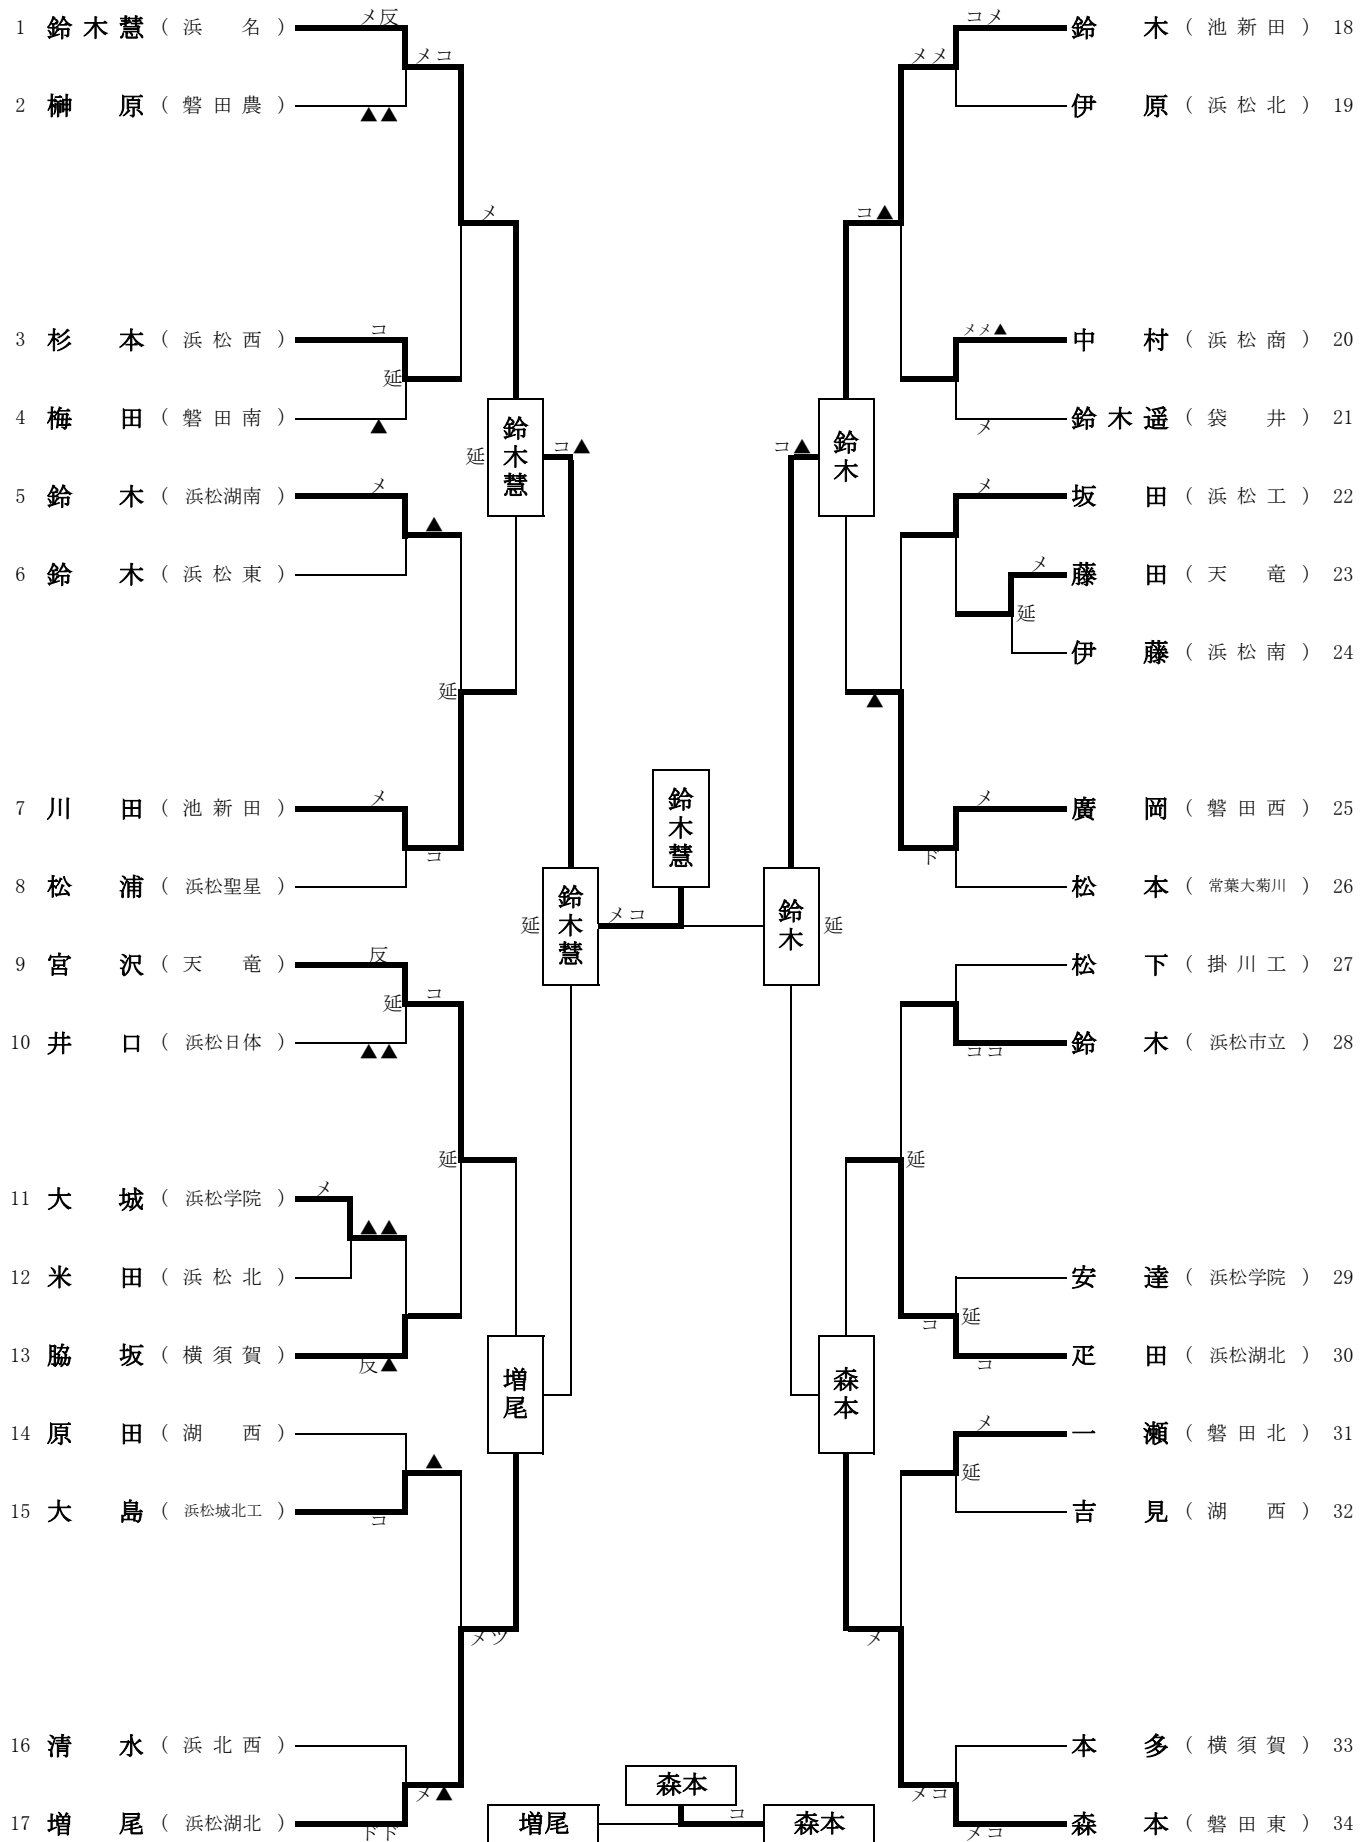 1 鈴木慧 ( 浜 名 ) メ反
メコ
2 榊 原 ( 磐田農 ) ▲▲
メ
3 杉 本 ( 浜松西 ) コ
延
4 梅 田 ( 磐田南 ) ▲
鈴木慧
延
コ▲
5 鈴 木 ( 浜松湖南 ) メ
▲
6 鈴 木 ( 浜松東 )
延
7 川 田 ( 池新田 ) メ
コ
8 松 浦 ( 浜松聖星 )
鈴木慧
鈴木慧
延
メコ
9 宮 沢 ( 天 竜 ) 反
延 コ
10 井 口 ( 浜松日体 ) ▲▲
延
11 大 城 ( 浜松学院 ) メ
▲▲
12 米 田 ( 浜松北 )
13 脇 坂 ( 横須賀 ) 反▲
増尾
14 原 田 ( 湖 西 )
▲
15 大 島 ( 浜松城北工 ) コ
メツ
16 清 水 ( 浜北西 )
メ▲
17 増 尾 ( 浜松湖北 ) ドド
コメ 鈴 木 ( 池新田 ) 18
メメ
伊 原 ( 浜松北 ) 19
コ▲
メメ▲ 中 村 ( 浜松商 ) 20
メ 鈴木遥 ( 袋 井 ) 21
鈴木
コ▲
メ 坂 田 ( 浜松工 ) 22
メ 藤 田 ( 天 竜 ) 23
延
伊 藤 ( 浜松南 ) 24
▲
メ 廣 岡 ( 磐田西 ) 25
ド
松 本 ( 常葉大菊川 ) 26
鈴木
延
松 下 ( 掛川工 ) 27
ココ 鈴 木 ( 浜松市立 ) 28
延
安 達 ( 浜松学院 ) 29
コ 延
コ 疋 田 ( 浜松湖北 ) 30
森本
メ 一 瀬 ( 磐田北 ) 31
延
吉 見 ( 湖 西 ) 32
メ
本 多 ( 横須賀 ) 33
メコ
メコ 森 本 ( 磐田東 ) 34
森本
増尾 コ 森本